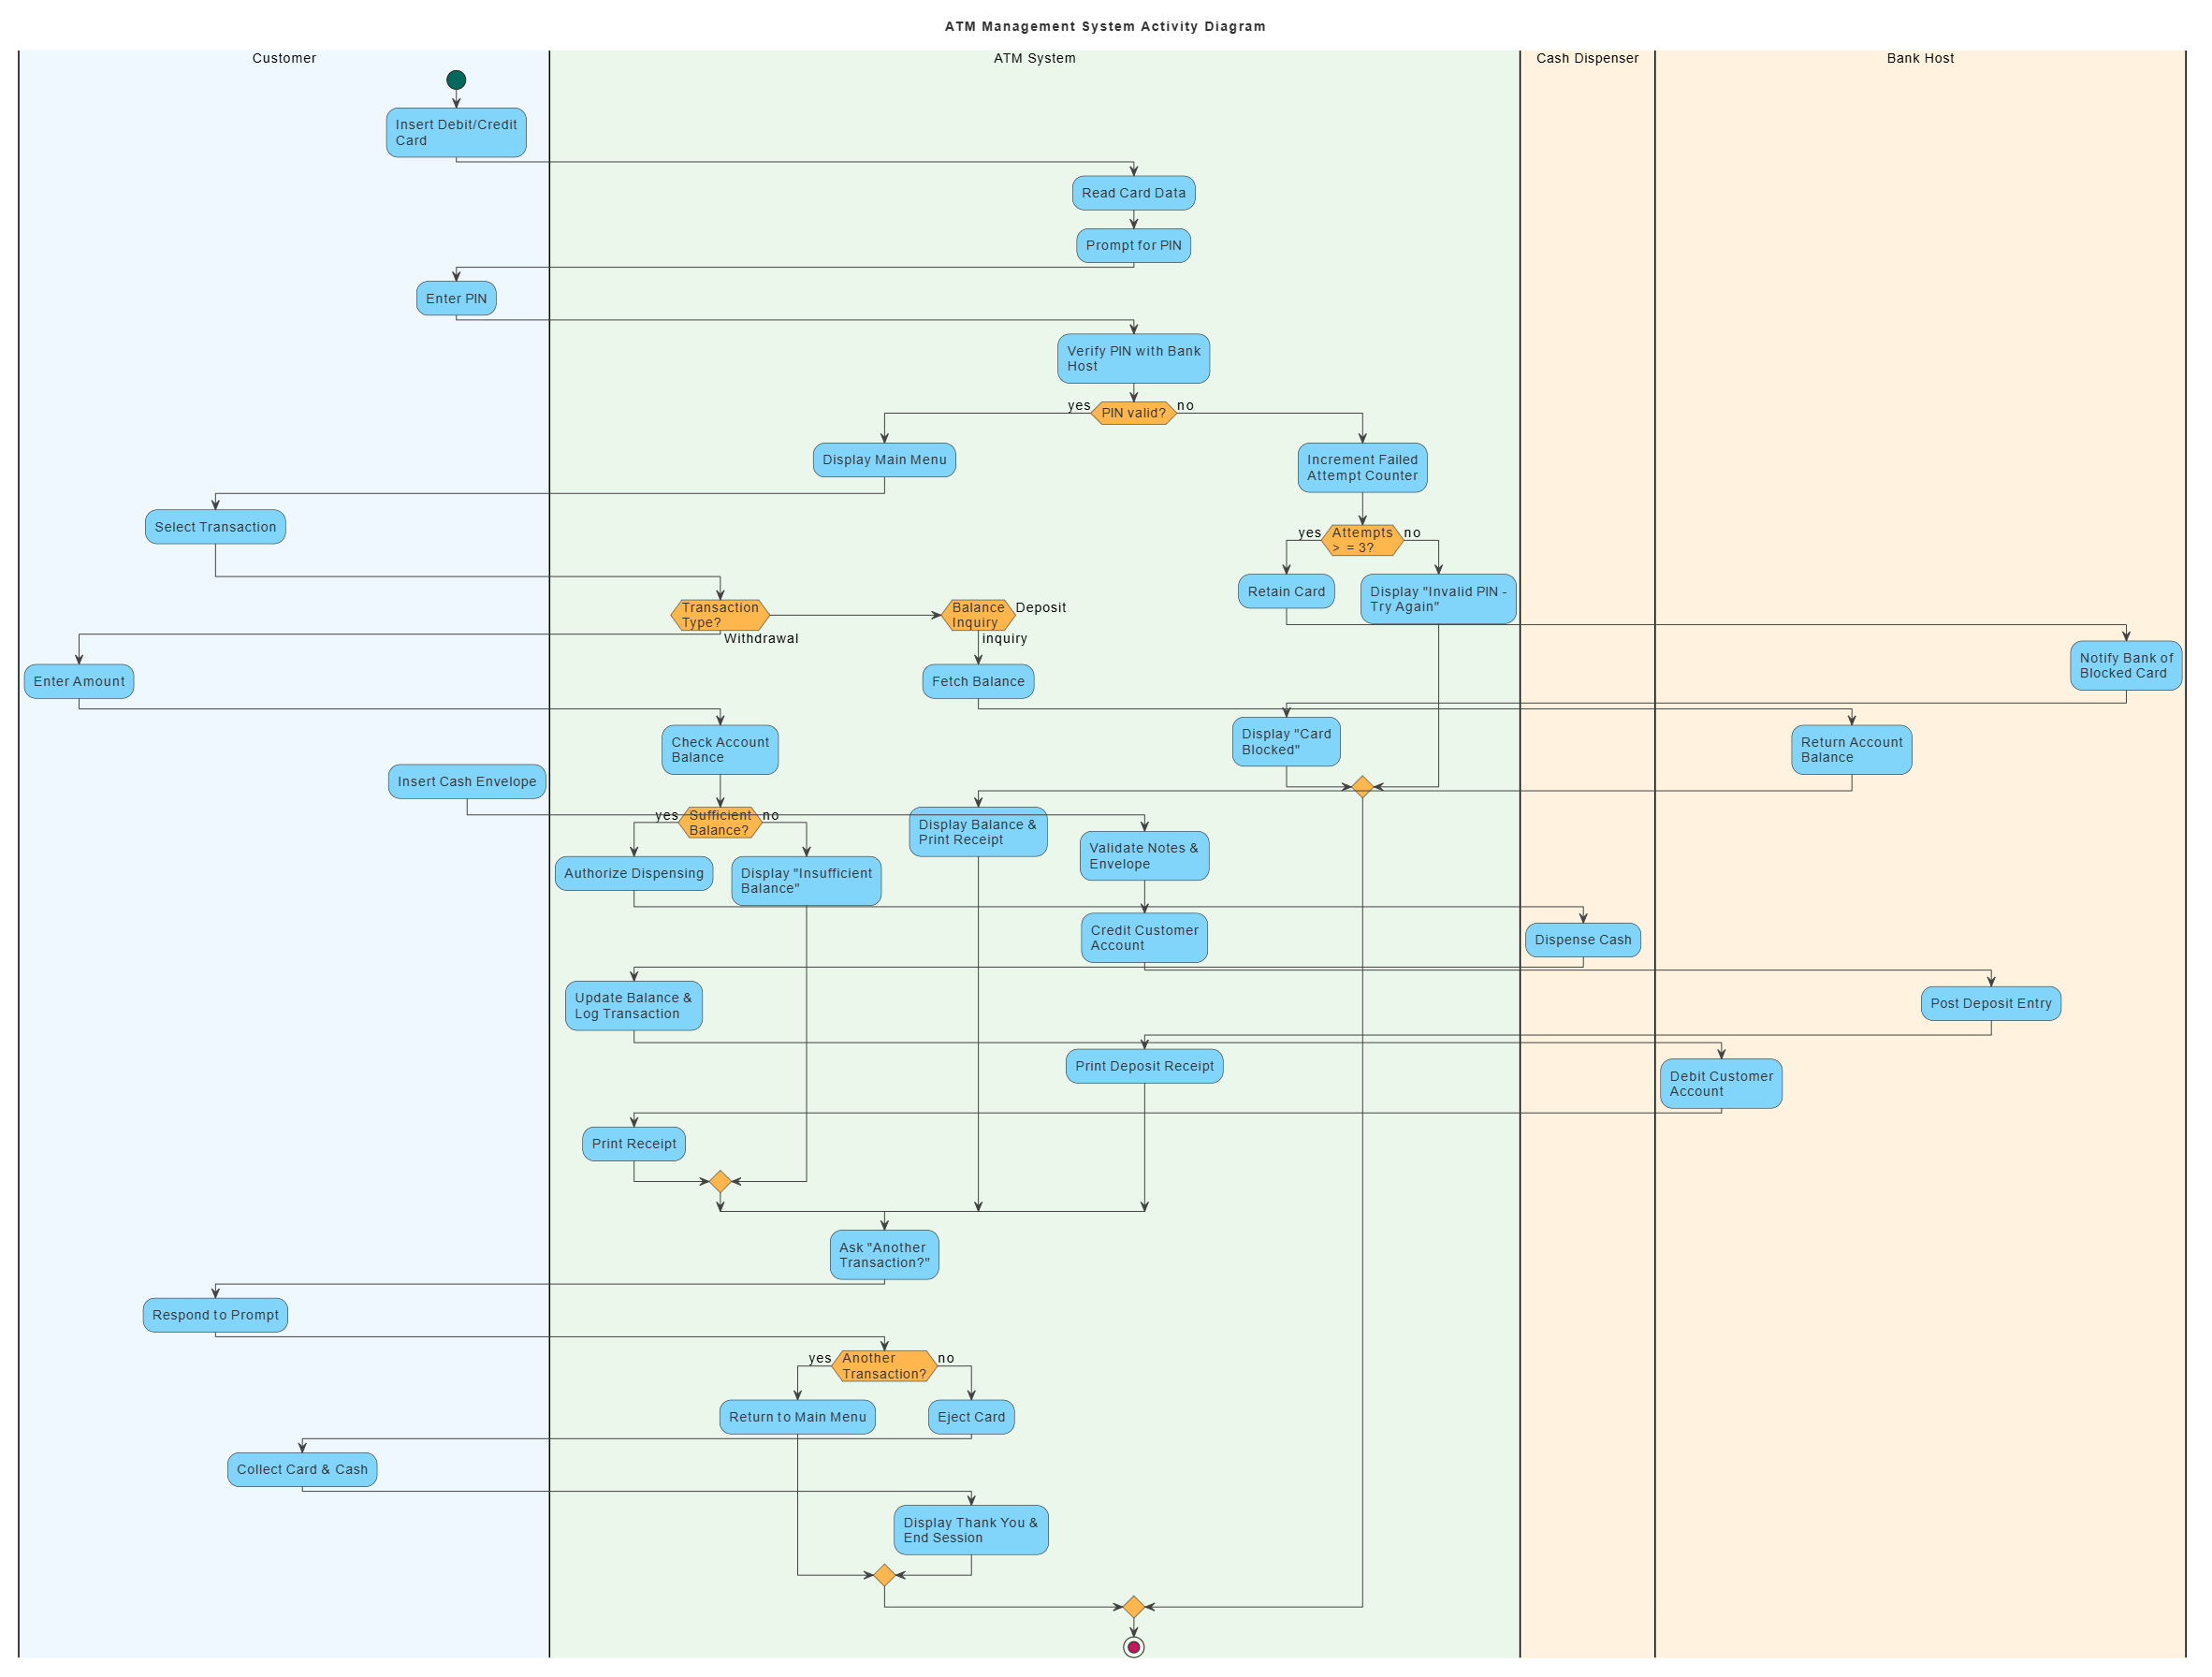 ATM Management System Activity Diagram
Customer
ATM System
Cash Dispenser
Bank Host
Insert Debit/Credit
Card
Read Card Data
Prompt for PIN
Enter PIN
Verify PIN with Bank
Host
yes
PIN valid?
no
Display Main Menu
Increment Failed
Attempt Counter
Select Transaction
yes
Attempts
> = 3?
no
Retain Card
Display "Invalid PIN -
Try Again"
Transaction
Type?
Withdrawal
Balance
Inquiry
Deposit
inquiry
Notify Bank of
Blocked Card
Enter Amount
Fetch Balance
Check Account
Balance
Display "Card
Blocked"
Return Account
Balance
Insert Cash Envelope
yes
Sufficient
Balance?
no
Display Balance &
Print Receipt
Validate Notes &
Envelope
Authorize Dispensing
Display "Insufficient
Balance"
Credit Customer
Account
Dispense Cash
Update Balance &
Log Transaction
Post Deposit Entry
Print Deposit Receipt
Debit Customer
Account
Print Receipt
Ask "Another
Transaction?"
Respond to Prompt
yes
Another
Transaction?
no
Return to Main Menu
Eject Card
Collect Card & Cash
Display Thank You &
End Session